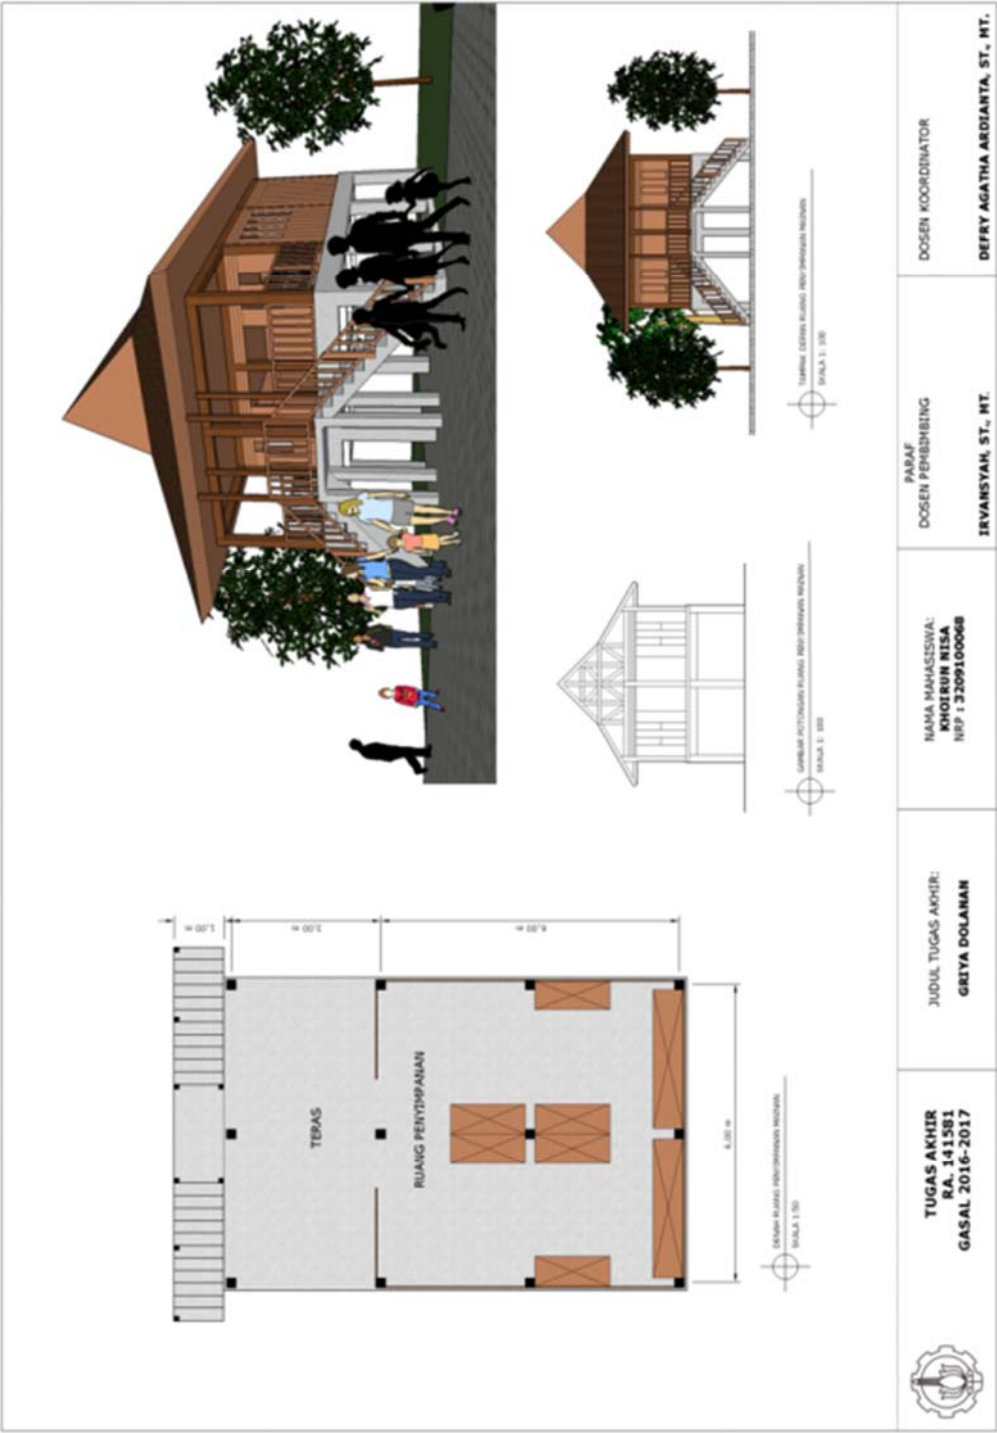 TERAS
RUANG PENYIMPANAN
1,00 m
3,00 m
6,00 m
6,00 m
DENAH RUANG PENYIMPANAN MAINAN
SKALA 1:50
GAMBAR POTONGAN RUANG PENYIMPANAN MAINAN
SKALA 1: 100
TAMPAK DEPAN RUANG PENYIMPANAN MAINAN
SKALA 1: 100
TUGAS AKHIR
RA. 141581
GASAL 2016-2017
JUDUL TUGAS AKHIR:
GRIYA DOLANAN
NAMA MAHASISWA:
KHOIRUN NISA
NRP : 3209100068
PARAF
DOSEN PEMBIMBING
IRVANSYAH, ST., MT.
DOSEN KOORDINATOR
DEFRY AGATHA ARDIANTA, ST., MT.